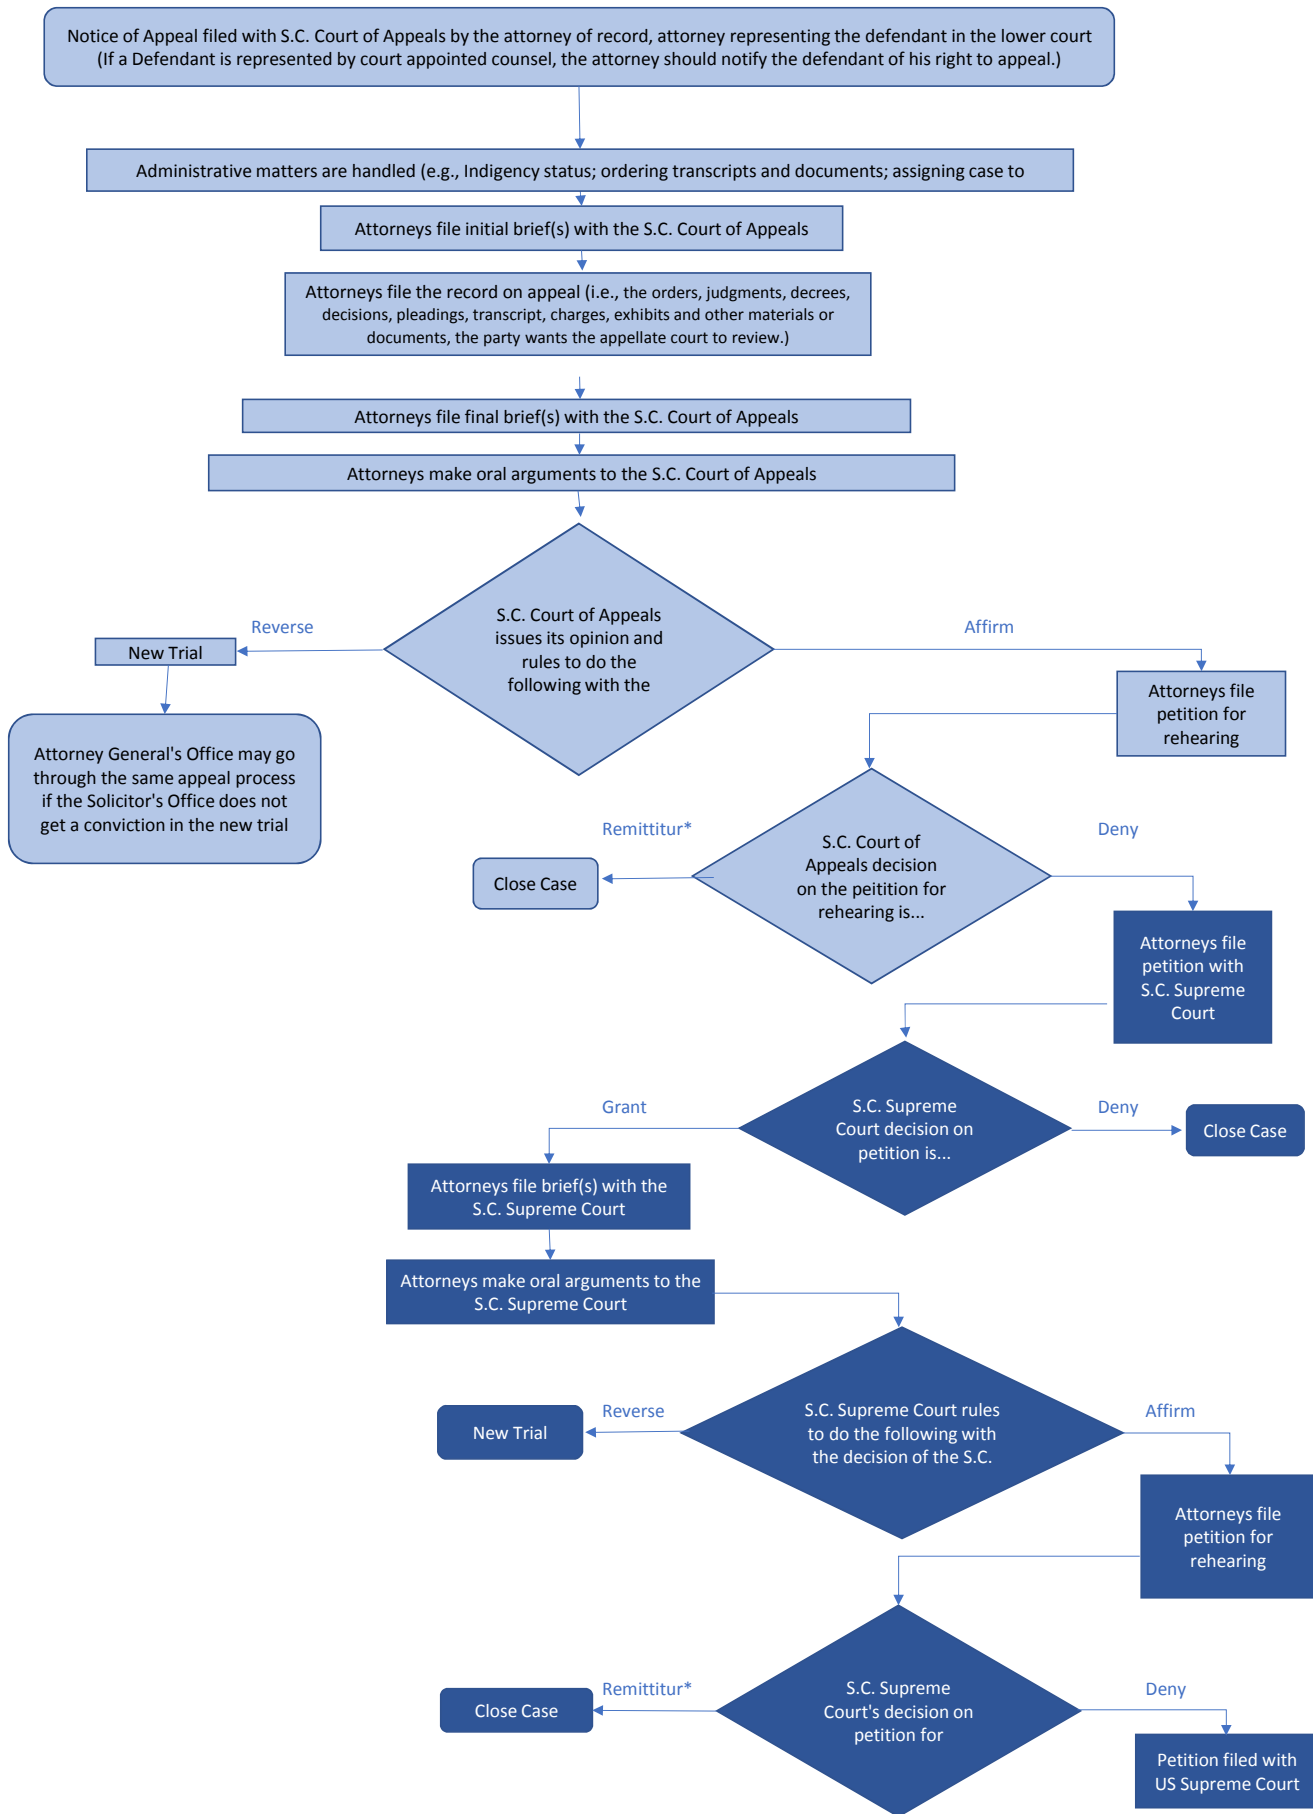 Notice of Appeal filed with S.C. Court of Appeals by the attorney of record, attorney representing the defendant in the lower court
(If a Defendant is represented by court appointed counsel, the attorney should notify the defendant of his right to appeal.)
Administrative matters are handled (e.g., Indigency status; ordering transcripts and documents; assigning case to
Attorneys file initial brief(s) with the S.C. Court of Appeals
Attorneys file the record on appeal (i.e., the orders, judgments, decrees,
decisions, pleadings, transcript, charges, exhibits and other materials or
documents, the party wants the appellate court to review.)
Attorneys file final brief(s) with the S.C. Court of Appeals
Attorneys make oral arguments to the S.C. Court of Appeals
S.C. Court of Appeals
issues its opinion and
rules to do the
following with the
Reverse
Affirm
New Trial
Attorney General's Office may go
through the same appeal process
if the Solicitor's Office does not
get a conviction in the new trial
Attorneys file
petition for
rehearing
S.C. Court of
Appeals decision
on the peitition for
rehearing is...
Remittitur*
Deny
Close Case
Attorneys file
petition with
S.C. Supreme
Court
S.C. Supreme
Court decision on
petition is...
Grant
Deny
Close Case
Attorneys file brief(s) with the
S.C. Supreme Court
Attorneys make oral arguments to the
S.C. Supreme Court
S.C. Supreme Court rules
to do the following with
the decision of the S.C.
Reverse
Affirm
New Trial
Attorneys file
petition for
rehearing
S.C. Supreme
Court's decision on
petition for
Remittitur*
Deny
Close Case
Petition filed with
US Supreme Court